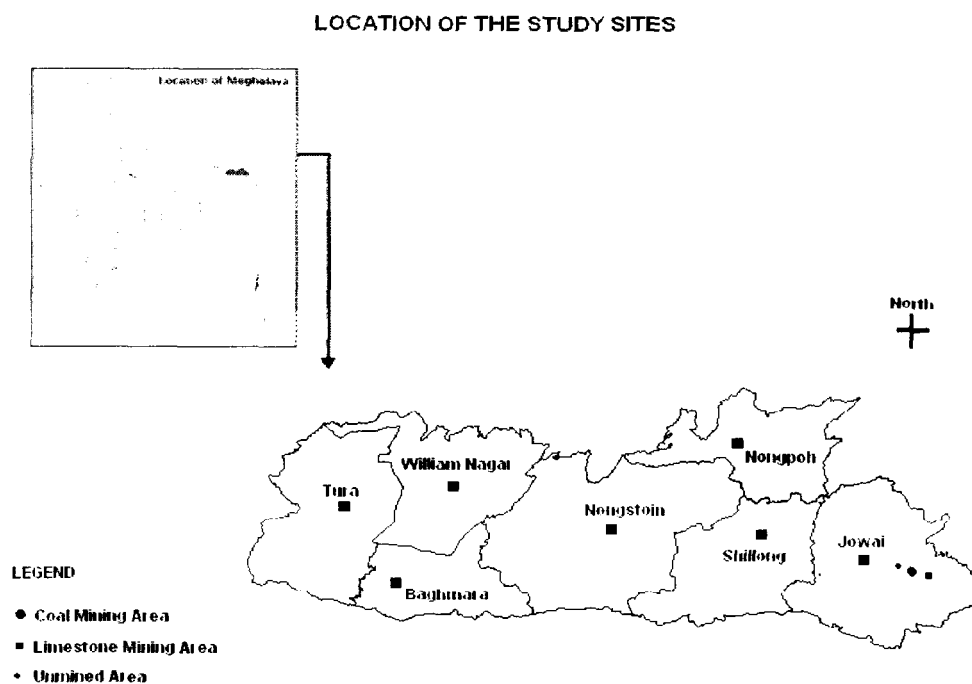 LOCATION OF THE STUDY SITES
Location of Meghalaya
North
Nongpoh
William Nagar
Tura
Nongstoin
Shillong
Jowai
Baghmara
LEGEND
Coal Mining Area
Limestone Mining Area
Unmined Area